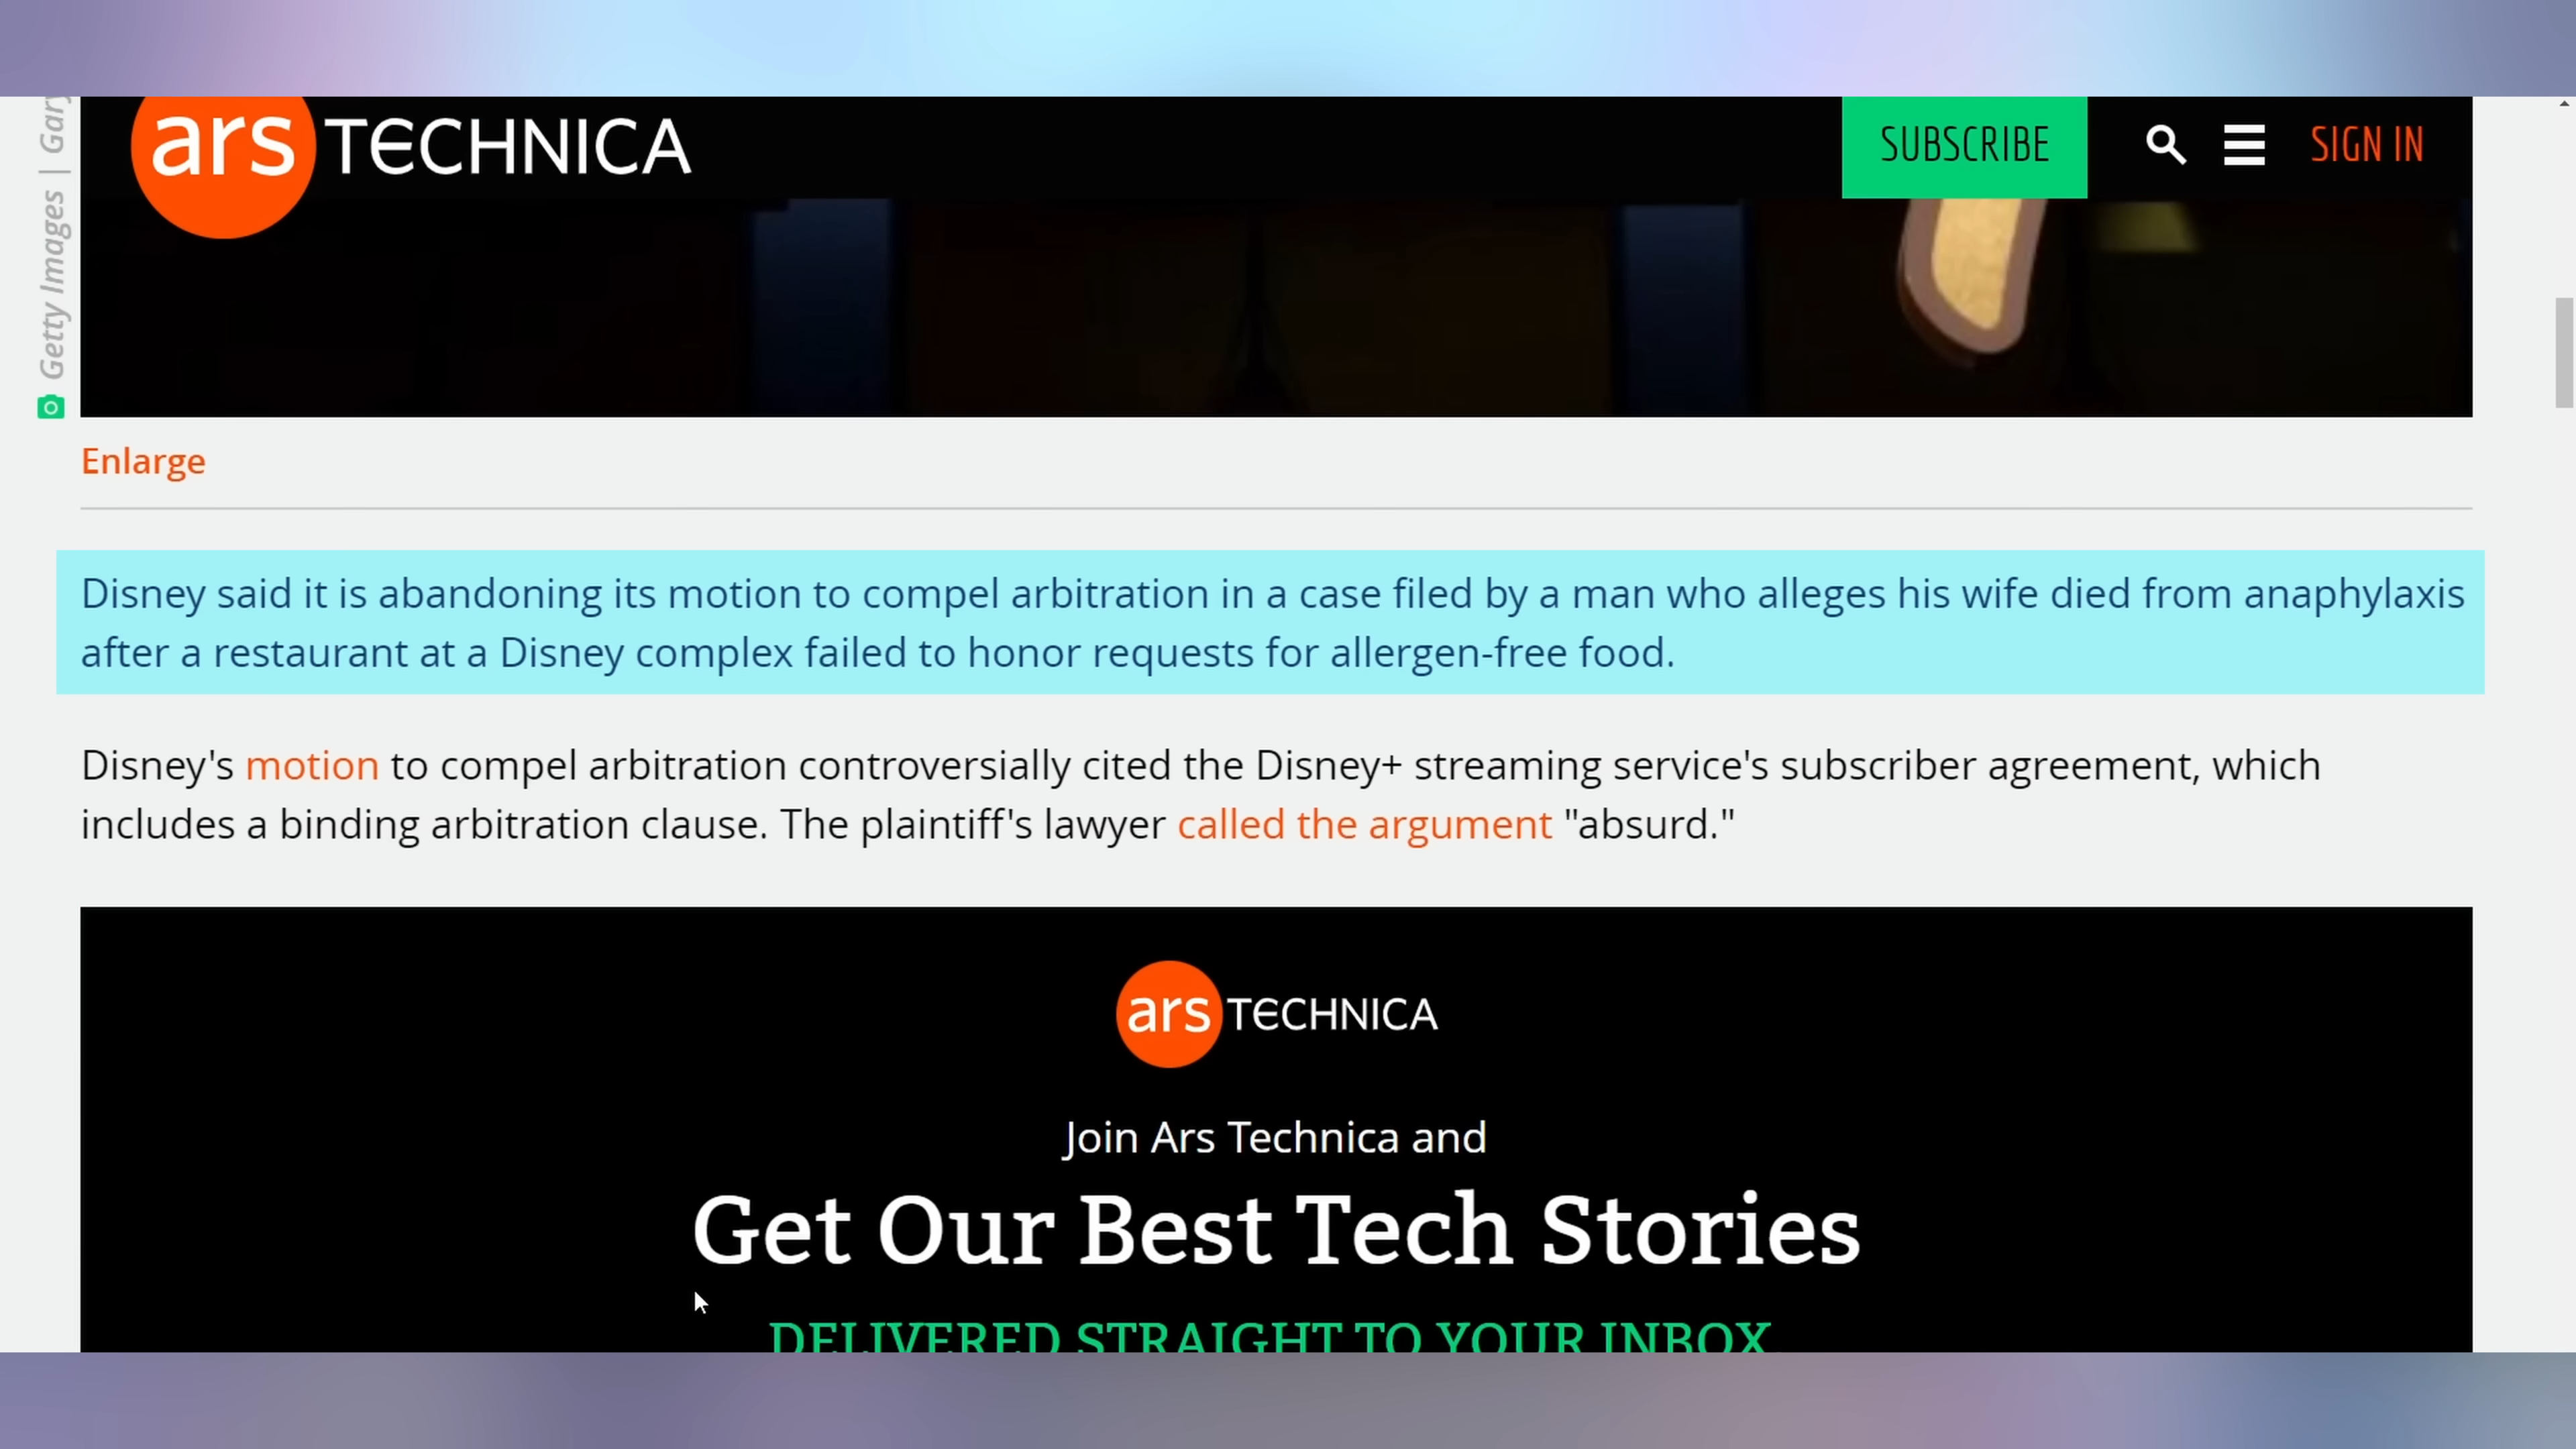 Getty Images | Gary
ars TECHNICA
SUBSCRIBE
SIGN IN
Enlarge
Disney said it is abandoning its motion to compel arbitration in a case filed by a man who alleges his wife died from anaphylaxis
after a restaurant at a Disney complex failed to honor requests for allergen-free food.
Disney's motion to compel arbitration controversially cited the Disney+ streaming service's subscriber agreement, which
includes a binding arbitration clause. The plaintiff's lawyer called the argument "absurd."
ars TECHNICA
Join Ars Technica and
Get Our Best Tech Stories
DELIVERED STRAIGHT TO YOUR INBOX